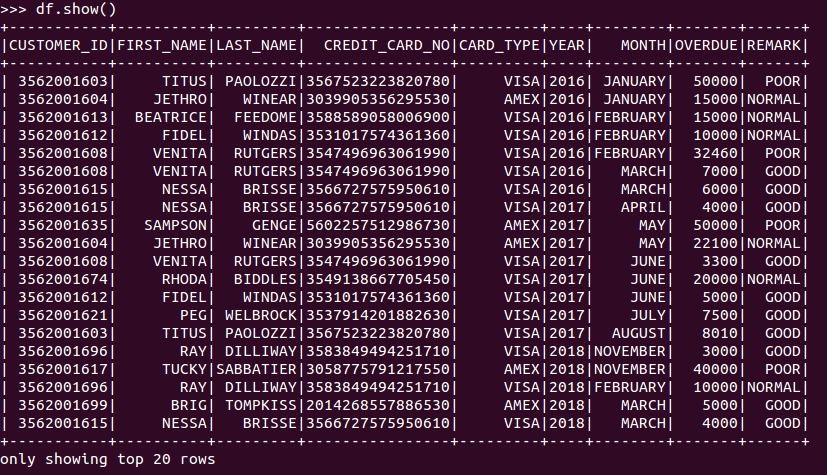 >>> df.show()
+-----------+----------+---------+----------------+---------+----+--------+-------+------+
|CUSTOMER_ID|FIRST_NAME|LAST_NAME|  CREDIT_CARD_NO|CARD_TYPE|YEAR|   MONTH|OVERDUE|REMARK|
+-----------+----------+---------+----------------+---------+----+--------+-------+------+
| 3562001603|     TITUS| PAOLOZZI|3567523223820780|     VISA|2016| JANUARY|  50000|  POOR|
| 3562001604|    JETHRO|   WINEAR|3039905356295530|     AMEX|2016| JANUARY|  15000|NORMAL|
| 3562001613|  BEATRICE|  FEEDOME|3588589058006900|     VISA|2016|FEBRUARY|  15000|NORMAL|
| 3562001612|     FIDEL|   WINDAS|3531017574361360|     VISA|2016|FEBRUARY|  10000|NORMAL|
| 3562001608|    VENITA|  RUTGERS|3547496963061990|     VISA|2016|FEBRUARY|  32460|  POOR|
| 3562001608|    VENITA|  RUTGERS|3547496963061990|     VISA|2016|   MARCH|   7000|  GOOD|
| 3562001615|     NESSA|   BRISSE|3566727575950610|     VISA|2016|   MARCH|   6000|  GOOD|
| 3562001615|     NESSA|   BRISSE|3566727575950610|     VISA|2017|   APRIL|   4000|  GOOD|
| 3562001635|   SAMPSON|    GENGE|5602257512986730|     AMEX|2017|     MAY|  50000|  POOR|
| 3562001604|    JETHRO|   WINEAR|3039905356295530|     AMEX|2017|     MAY|  22100|NORMAL|
| 3562001608|    VENITA|  RUTGERS|3547496963061990|     VISA|2017|    JUNE|   3300|  GOOD|
| 3562001674|     RHODA|  BIDDLES|3549138667705450|     VISA|2017|    JUNE|  20000|NORMAL|
| 3562001612|     FIDEL|   WINDAS|3531017574361360|     VISA|2017|    JUNE|   5000|  GOOD|
| 3562001621|       PEG| WELBROCK|3537914201882630|     VISA|2017|    JULY|   7500|  GOOD|
| 3562001603|     TITUS| PAOLOZZI|3567523223820780|     VISA|2017|  AUGUST|   8010|  GOOD|
| 3562001696|       RAY| DILLIWAY|3583849494251710|     VISA|2018|NOVEMBER|   3000|  GOOD|
| 3562001617|     TUCKY|SABBATIER|3058775791217550|     AMEX|2018|NOVEMBER|  40000|  POOR|
| 3562001696|       RAY| DILLIWAY|3583849494251710|     VISA|2018|FEBRUARY|  10000|NORMAL|
| 3562001699|      BRIG| TOMPKISS|2014268557886530|     AMEX|2018|   MARCH|   5000|  GOOD|
| 3562001615|     NESSA|   BRISSE|3566727575950610|     VISA|2018|   MARCH|   4000|  GOOD|
+-----------+----------+---------+----------------+---------+----+--------+-------+------+
only showing top 20 rows